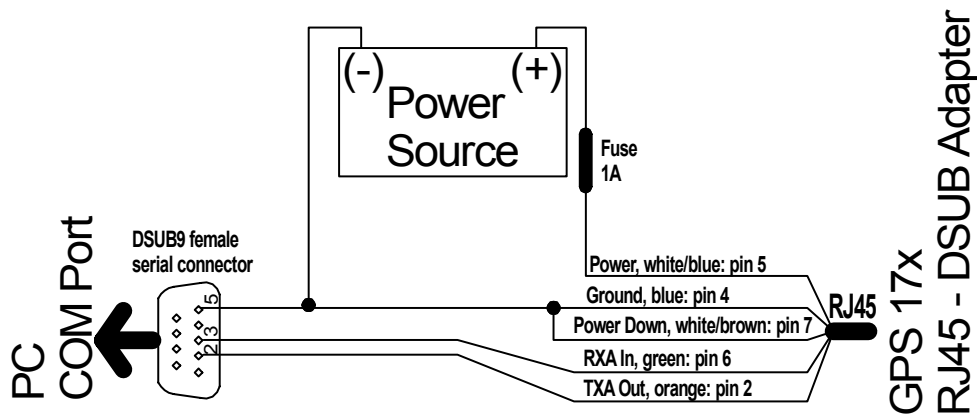 (-) (+)
Power
Source
Fuse
1A
DSUB9 female
serial connector
PC
COM Port
5
3
2
Power, white/blue: pin 5
Ground, blue: pin 4
Power Down, white/brown: pin 7
RXA In, green: pin 6
TXA Out, orange: pin 2
RJ45
GPS 17x
RJ45 - DSUB Adapter